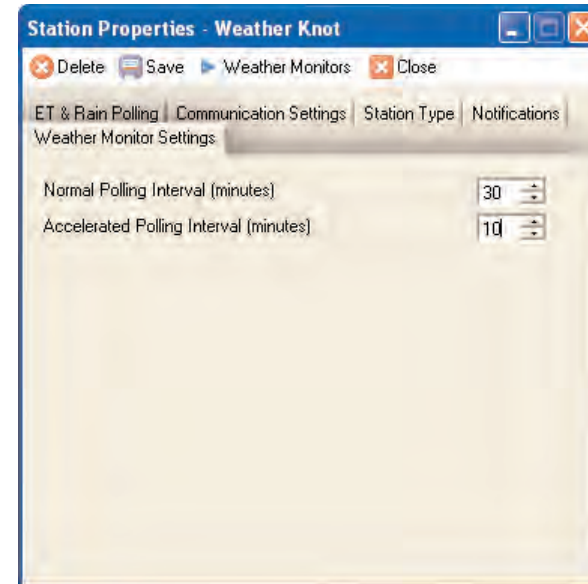 Station Properties - Weather Knot
Delete Save Weather Monitors Close
ET & Rain Polling Communication Settings Station Type Notifications
Weather Monitor Settings
Normal Polling Interval (minutes) 30
Accelerated Polling Interval (minutes) 10